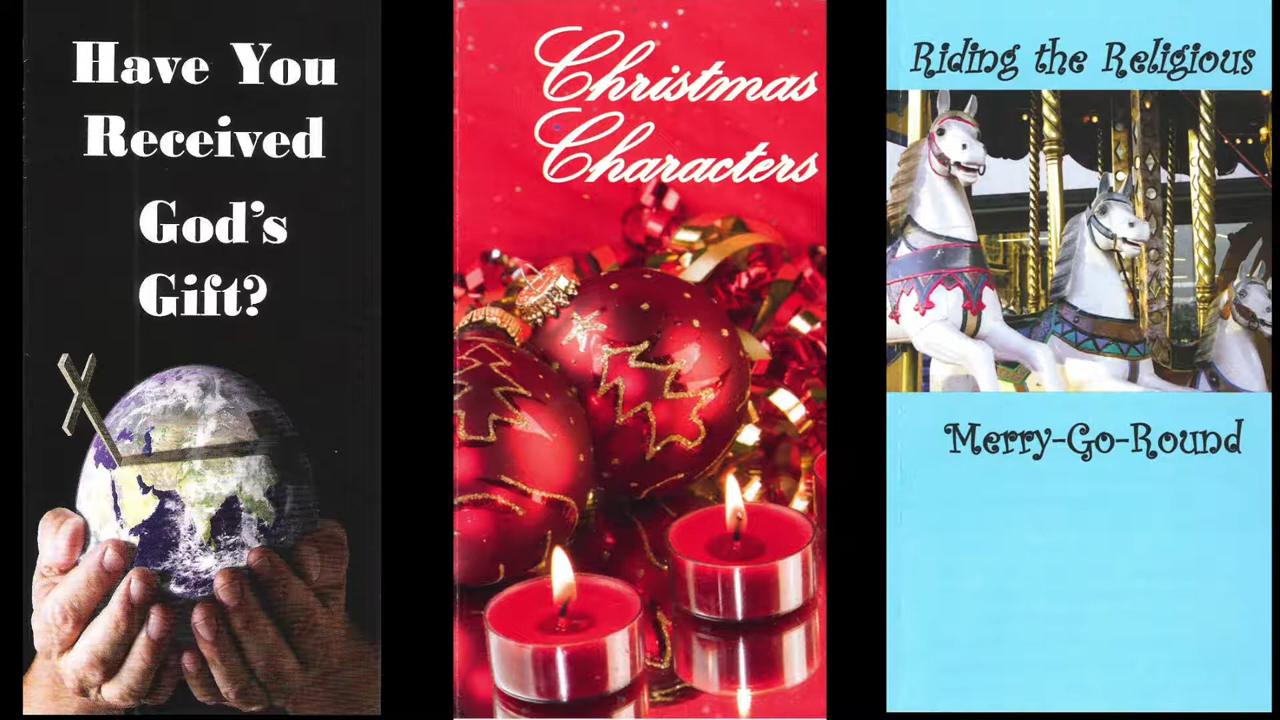 Have You
Received
God's
Gift?
Christmas
Characters
Riding the Religious
Merry-Go-Round